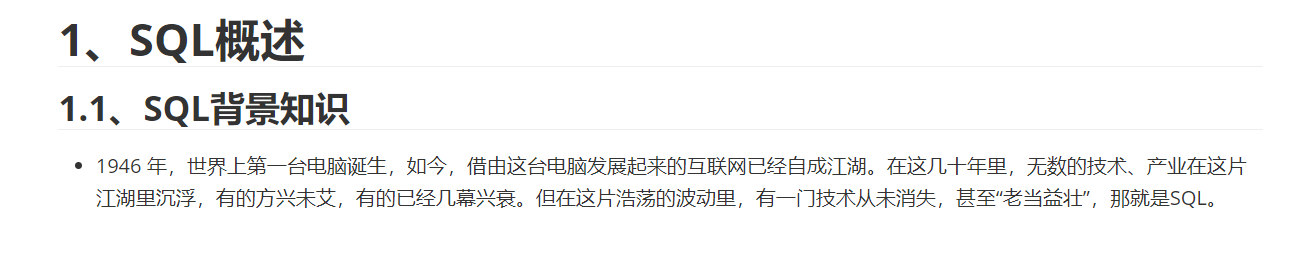 1、SQL概述
1.1、SQL背景知识
1946 年，世界上第一台电脑诞生，如今，借由这台电脑发展起来的互联网已经自成江湖。在这几十年里，无数的技术、产业在这片
江湖里沉浮，有的方兴未艾，有的已经几幕兴衰。但在这片浩荡的波动里，有一门技术从未消失，甚至“老当益壮”，那就是SQL。